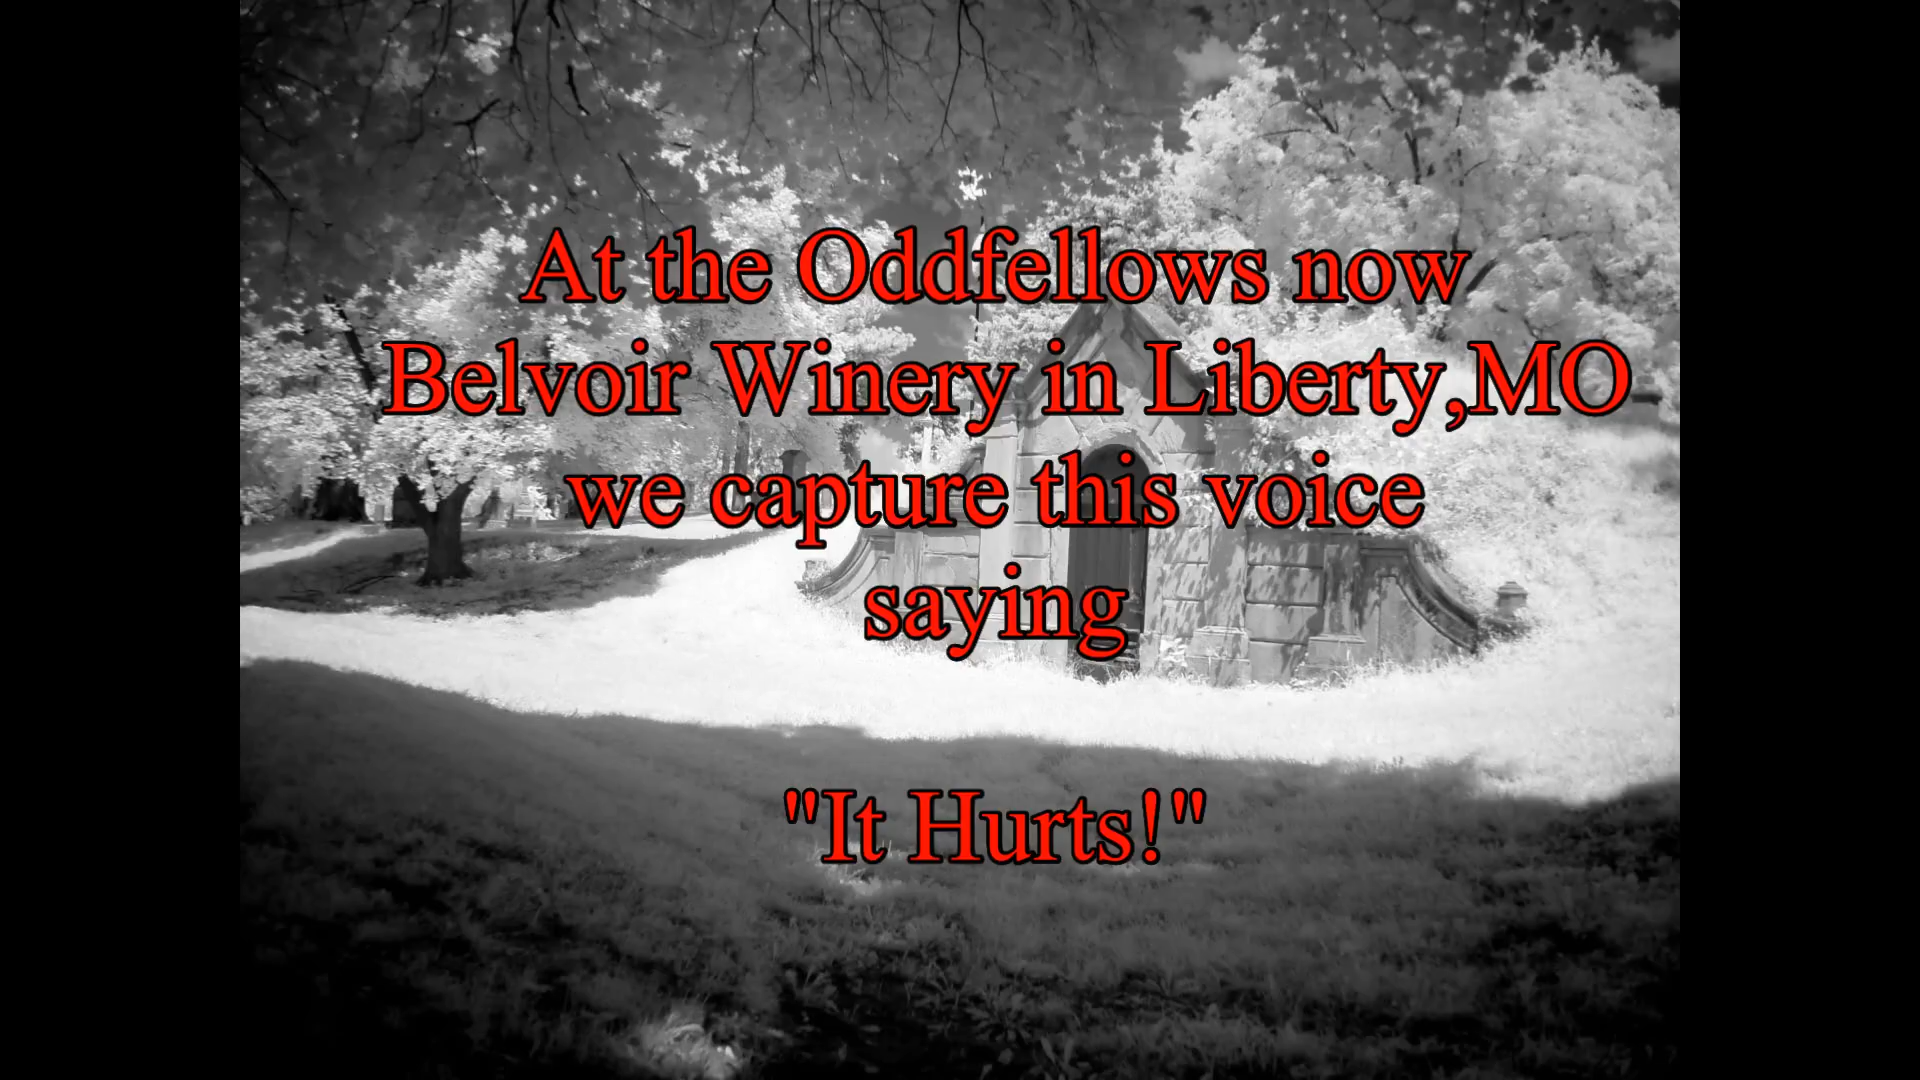 At the Oddfellows now
Belvoir Winery in Liberty,MO
we capture this voice
saying
"It Hurts!"